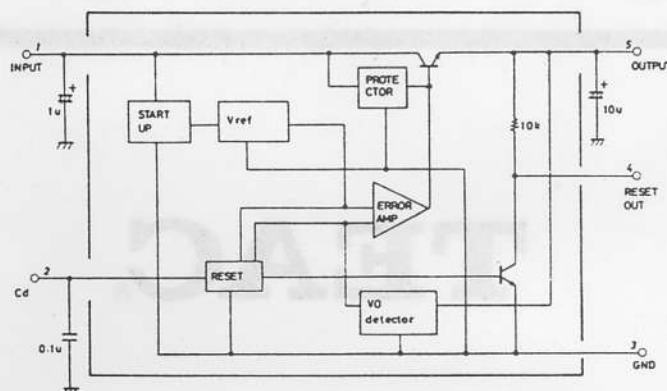 1
INPUT
1u
+
START
UP
Vref
PROTE
CTOR
5
OUTPUT
+
10u
10k
4
RESET
OUT
ERROR
AMP
2
Cd
RESET
VO
detector
0.1u
3
GND
TEAC